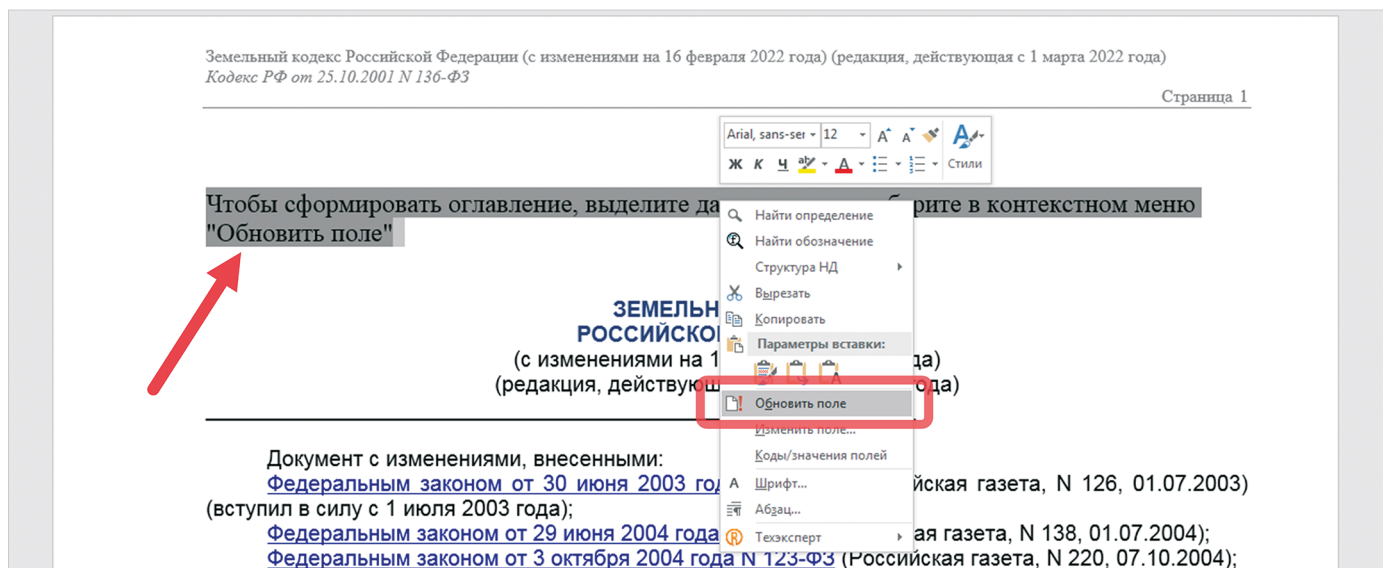 Земельный кодекс Российской Федерации (с изменениями на 16 февраля 2022 года) (редакция, действующая с 1 марта 2022 года)
Кодекс РФ от 25.10.2001 N 136-ФЗ
Страница 1
Arial, sans-ser 12
Ж К Ч Стили
Чтобы сформировать оглавление, выделите да берите в контекстном меню
"Обновить поле"
Найти определение
Найти обозначение
Структура НД
Вырезать
Копировать
Параметры вставки:
Обновить поле
Изменить поле...
Коды/значения полей
Шрифт...
Абзац...
Техэксперт
ЗЕМЕЛЬН
РОССИЙСКО
(с изменениями на 1 да)
(редакция, действующ ода)
Документ с изменениями, внесенными:
Федеральным законом от 30 июня 2003 год йская газета, N 126, 01.07.2003)
(вступил в силу с 1 июля 2003 года);
Федеральным законом от 29 июня 2004 года ая газета, N 138, 01.07.2004);
Федеральным законом от 3 октября 2004 года N 123-ФЗ (Российская газета, N 220, 07.10.2004);